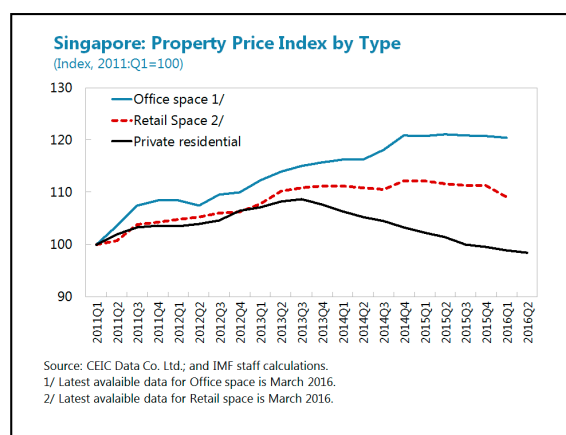 Singapore: Property Price Index by Type
(Index, 2011:Q1=100)
130
120
110
100
90
Office space 1/
Retail Space 2/
Private residential
2011Q1
2011Q2
2011Q3
2011Q4
2012Q1
2012Q2
2012Q3
2012Q4
2013Q1
2013Q2
2013Q3
2013Q4
2014Q1
2014Q2
2014Q3
2014Q4
2015Q1
2015Q2
2015Q3
2015Q4
2016Q1
2016Q2
Source: CEIC Data Co. Ltd.; and IMF staff calculations.
1/ Latest avalaible data for Office space is March 2016.
2/ Latest avalaible data for Retail space is March 2016.